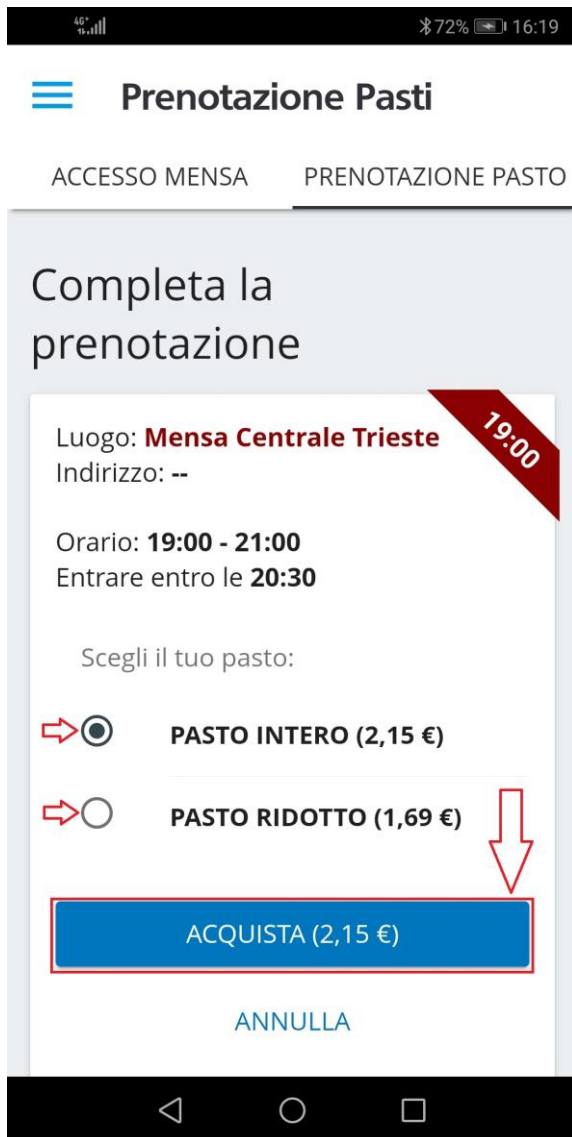 4G+ 72% 16:19
Prenotazione Pasti
ACCESSO MENSA PRENOTAZIONE PASTO
Completa la
prenotazione
19:00
Luogo: Mensa Centrale Trieste
Indirizzo: --
Orario: 19:00 - 21:00
Entrare entro le 20:30
Scegli il tuo pasto:
PASTO INTERO (2,15 €)
PASTO RIDOTTO (1,69 €)
ACQUISTA (2,15 €)
ANNULLA